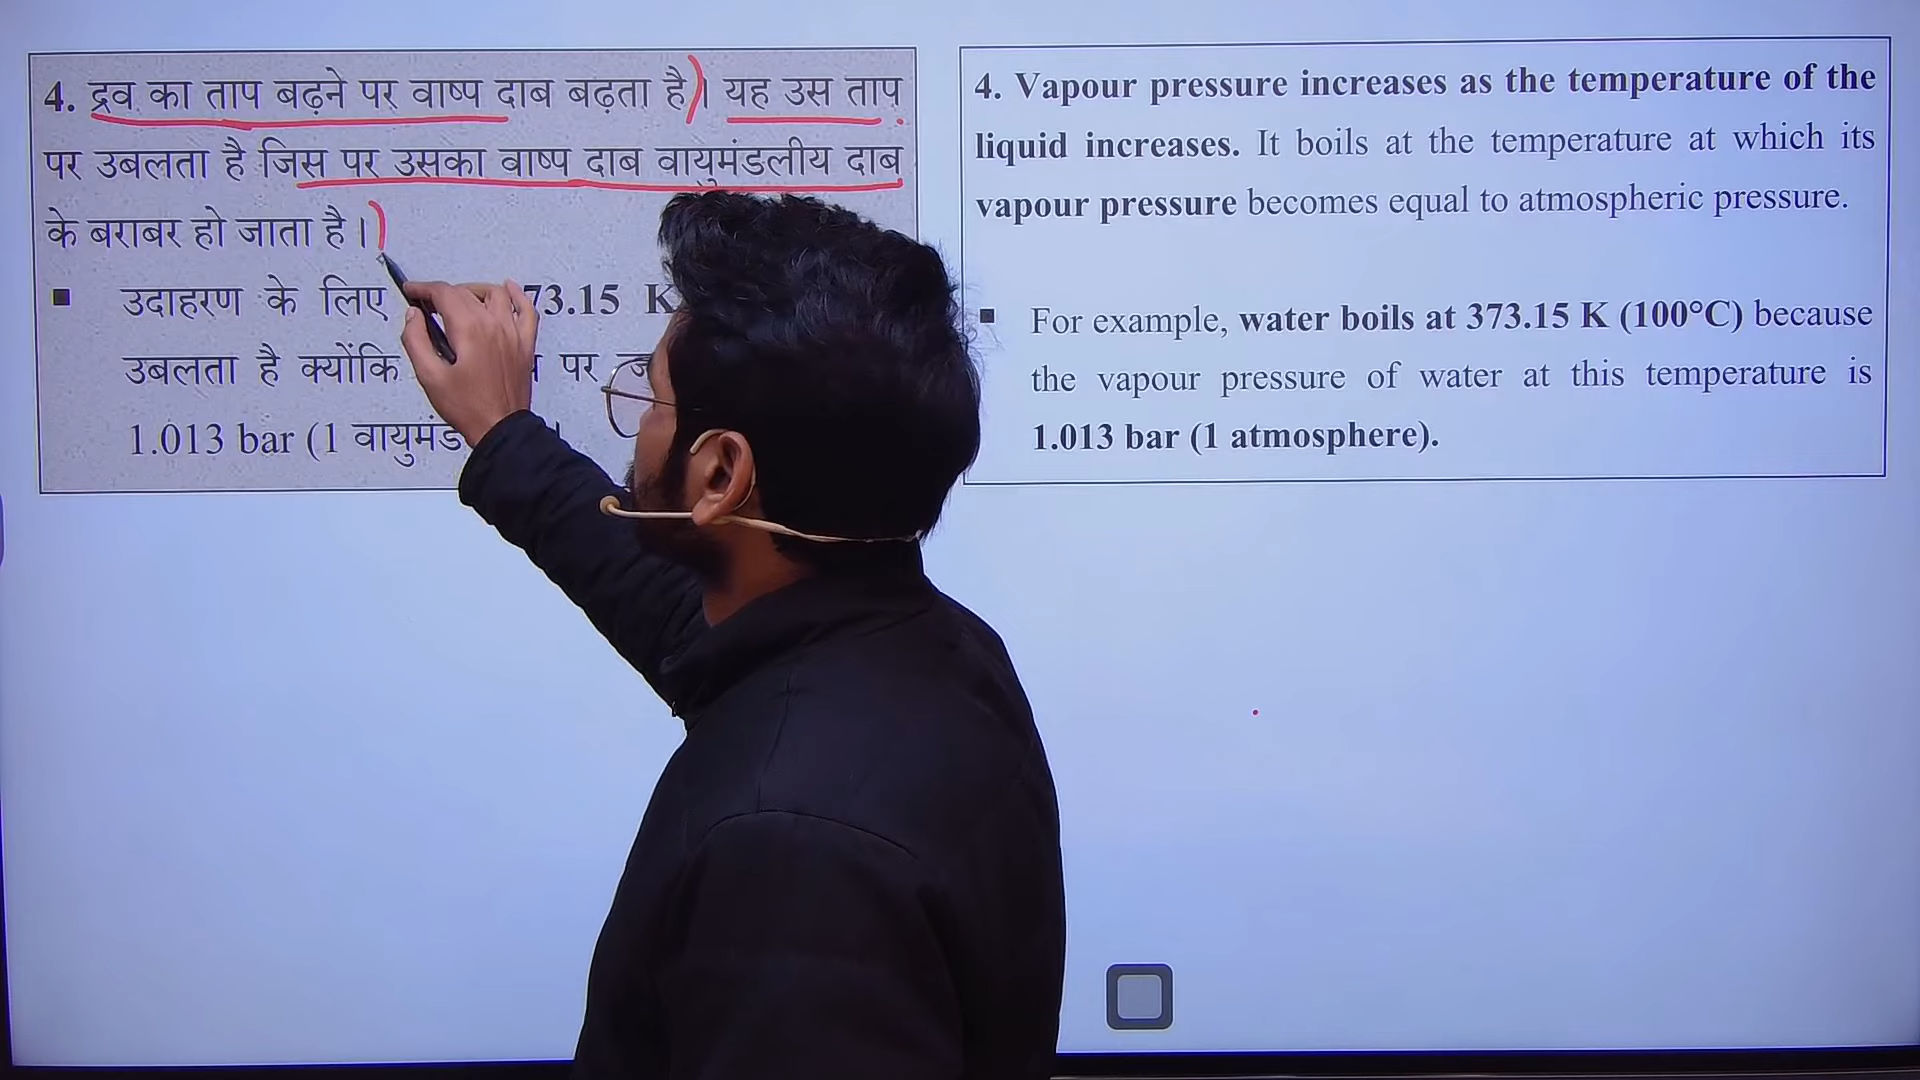 4. द्रव का ताप बढ़ने पर वाष्प दाब बढ़ता है। यह उस ताप
पर उबलता है जिस पर उसका वाष्प दाब वायुमंडलीय दाब
के बराबर हो जाता है।
■ उदाहरण के लिए 73.15 K
उबलता है क्योंकि पर
1.013 bar (1
4. Vapour pressure increases as the temperature of the
liquid increases. It boils at the temperature at which its
vapour pressure becomes equal to atmospheric pressure.
■ For example, water boils at 373.15 K (100°C) because
the vapour pressure of water at this temperature is
1.013 bar (1 atmosphere).